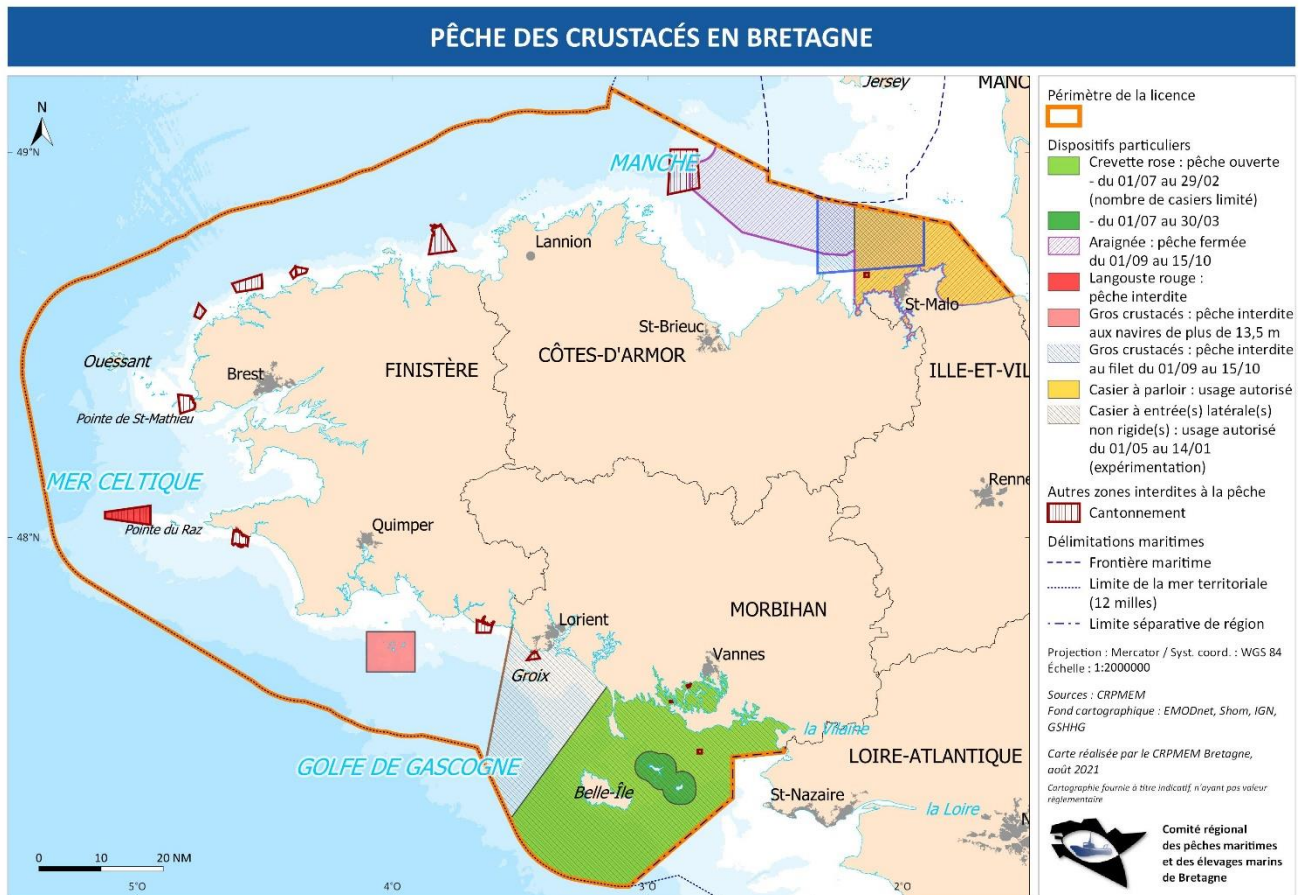 PÊCHE DES CRUSTACÉS EN BRETAGNE
Jersey
MANC
N
49°N
MANCHE
Lannion
St-Malo
St-Brieuc
CÔTES-D'ARMOR
FINISTÈRE
ILLE-ET-VIL
Ouessant
Brest
Pointe de St-Mathieu
MER CELTIQUE
Renne
Pointe du Raz
Quimper
48°N
MORBIHAN
Lorient
Vannes
Groix
la Vilaine
GOLFE DE GASCOGNE
LOIRE-ATLANTIQUE
Belle-Île
St-Nazaire
la Loire
N
0 10 20 NM
5°O
4°O
3°O
2°O
Périmètre de la licence
Dispositifs particuliers
Crevette rose : pêche ouverte
- du 01/07 au 29/02
(nombre de casiers limité)
- du 01/07 au 30/03
Araignée : pêche fermée
du 01/09 au 15/10
Langouste rouge :
pêche interdite
Gros crustacés : pêche interdite
aux navires de plus de 13,5 m
Gros crustacés : pêche interdite
au filet du 01/09 au 15/10
Casier à parloir : usage autorisé
Casier à entrée(s) latérale(s)
non rigide(s) : usage autorisé
du 01/05 au 14/01
(expérimentation)
Autres zones interdites à la pêche
Cantonnement
Délimitations maritimes
Frontière maritime
Limite de la mer territoriale
(12 milles)
Limite séparative de région
Projection : Mercator / Syst. coord. : WGS 84
Échelle : 1:2000000
Sources : CRPMEM
Fond cartographique : EMODnet, Shom, IGN,
GSHHG
Carte réalisée par le CRPMEM Bretagne,
août 2021
Cartographie fournie à titre indicatif, n'ayant pas valeur
règlementaire
Comité régional
des pêches maritimes
et des élevages marins
de Bretagne